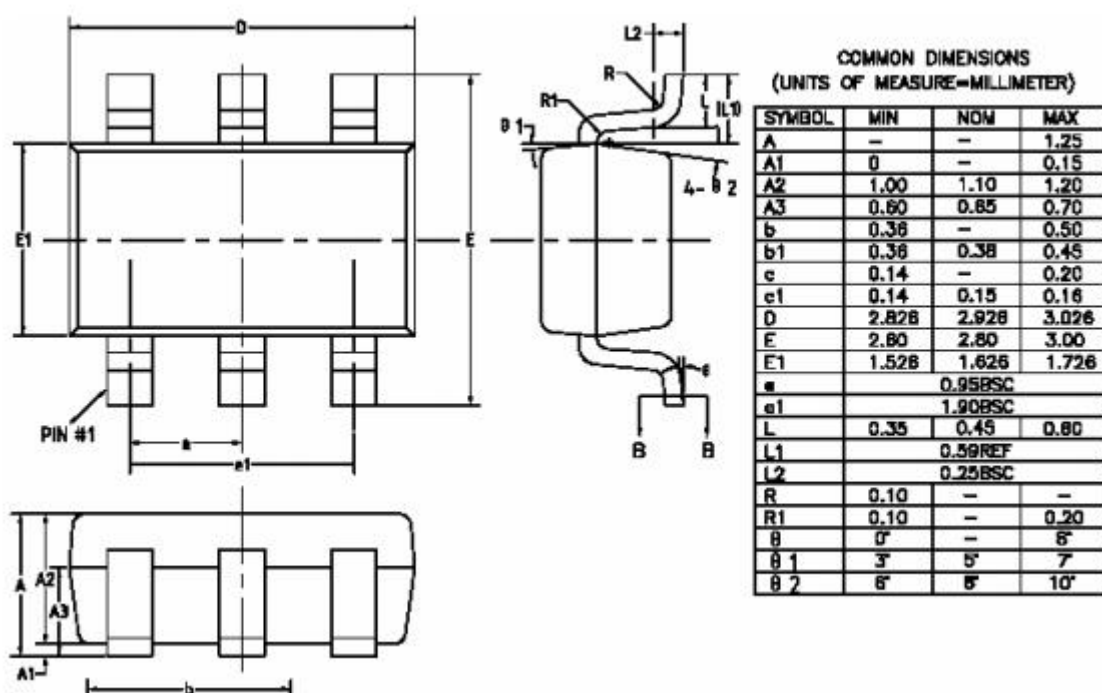 D
L2
R
R1
L
(L1)
θ 1
4- θ 2
E1
E
PIN #1
e
e1
θ
B B
A
A2
A3
A1
b
COMMON DIMENSIONS
(UNITS OF MEASURE=MILLIMETER)
SYMBOL MIN NOM MAX
A - - 1.25
A1 0 - 0.15
A2 1.00 1.10 1.20
A3 0.60 0.65 0.70
b 0.36 - 0.50
b1 0.36 0.38 0.45
c 0.14 - 0.20
c1 0.14 0.15 0.16
D 2.826 2.926 3.026
E 2.60 2.80 3.00
E1 1.526 1.626 1.726
e 0.95BSC
e1 1.90BSC
L 0.35 0.45 0.60
L1 0.59REF
L2 0.25BSC
R 0.10 - -
R1 0.10 - 0.20
θ 0° - 8°
θ 1 3° 5° 7°
θ 2 6° 8° 10°